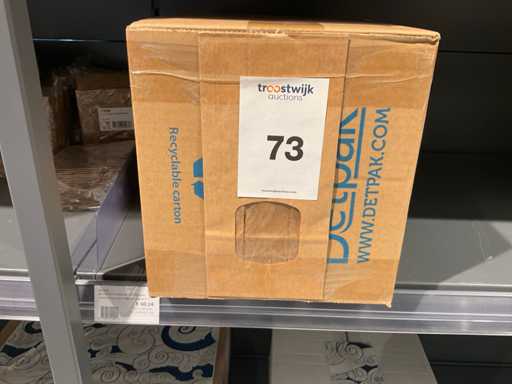 troostwijk
auctions
73
Recyclable carton
Detpak
WWW.DETPAK.COM